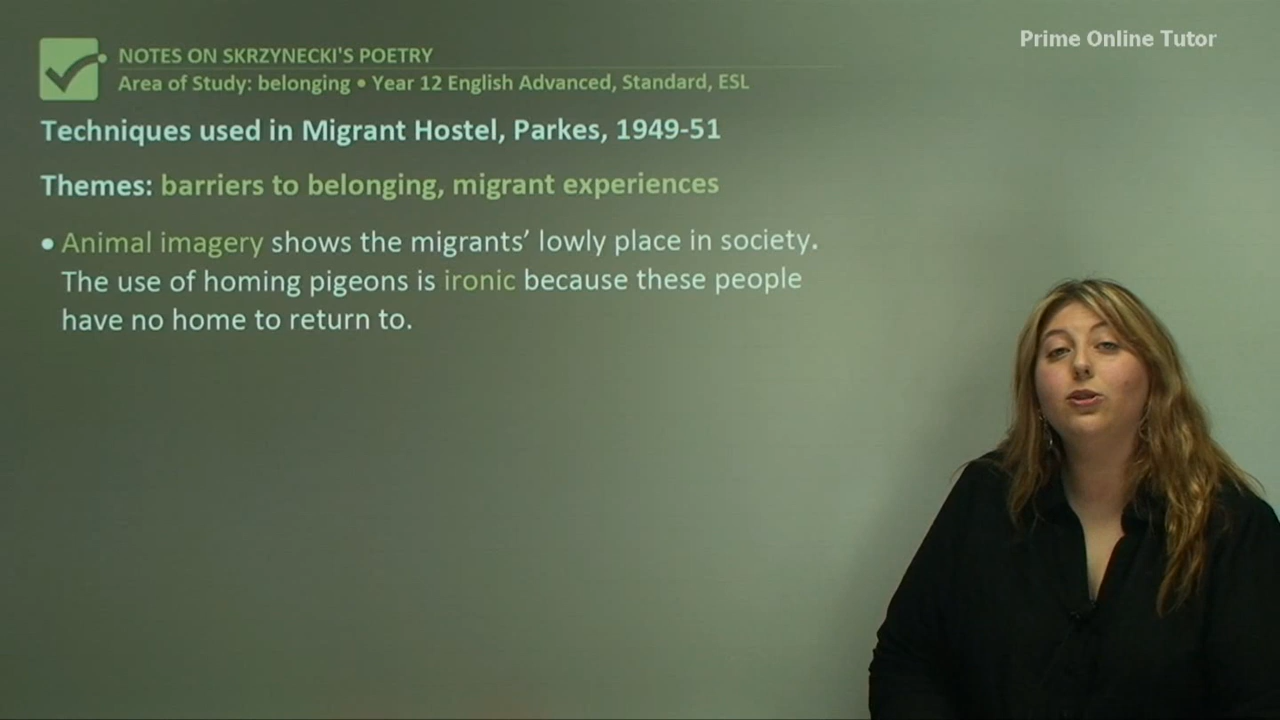 Prime Online Tutor
NOTES ON SKRZYNECKI'S POETRY
Area of Study: belonging • Year 12 English Advanced, Standard, ESL
Techniques used in Migrant Hostel, Parkes, 1949-51
Themes: barriers to belonging, migrant experiences
• Animal imagery shows the migrants’ lowly place in society.
The use of homing pigeons is ironic because these people
have no home to return to.